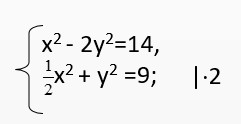 x² - 2y²=14,
½x² + y² =9; |·2